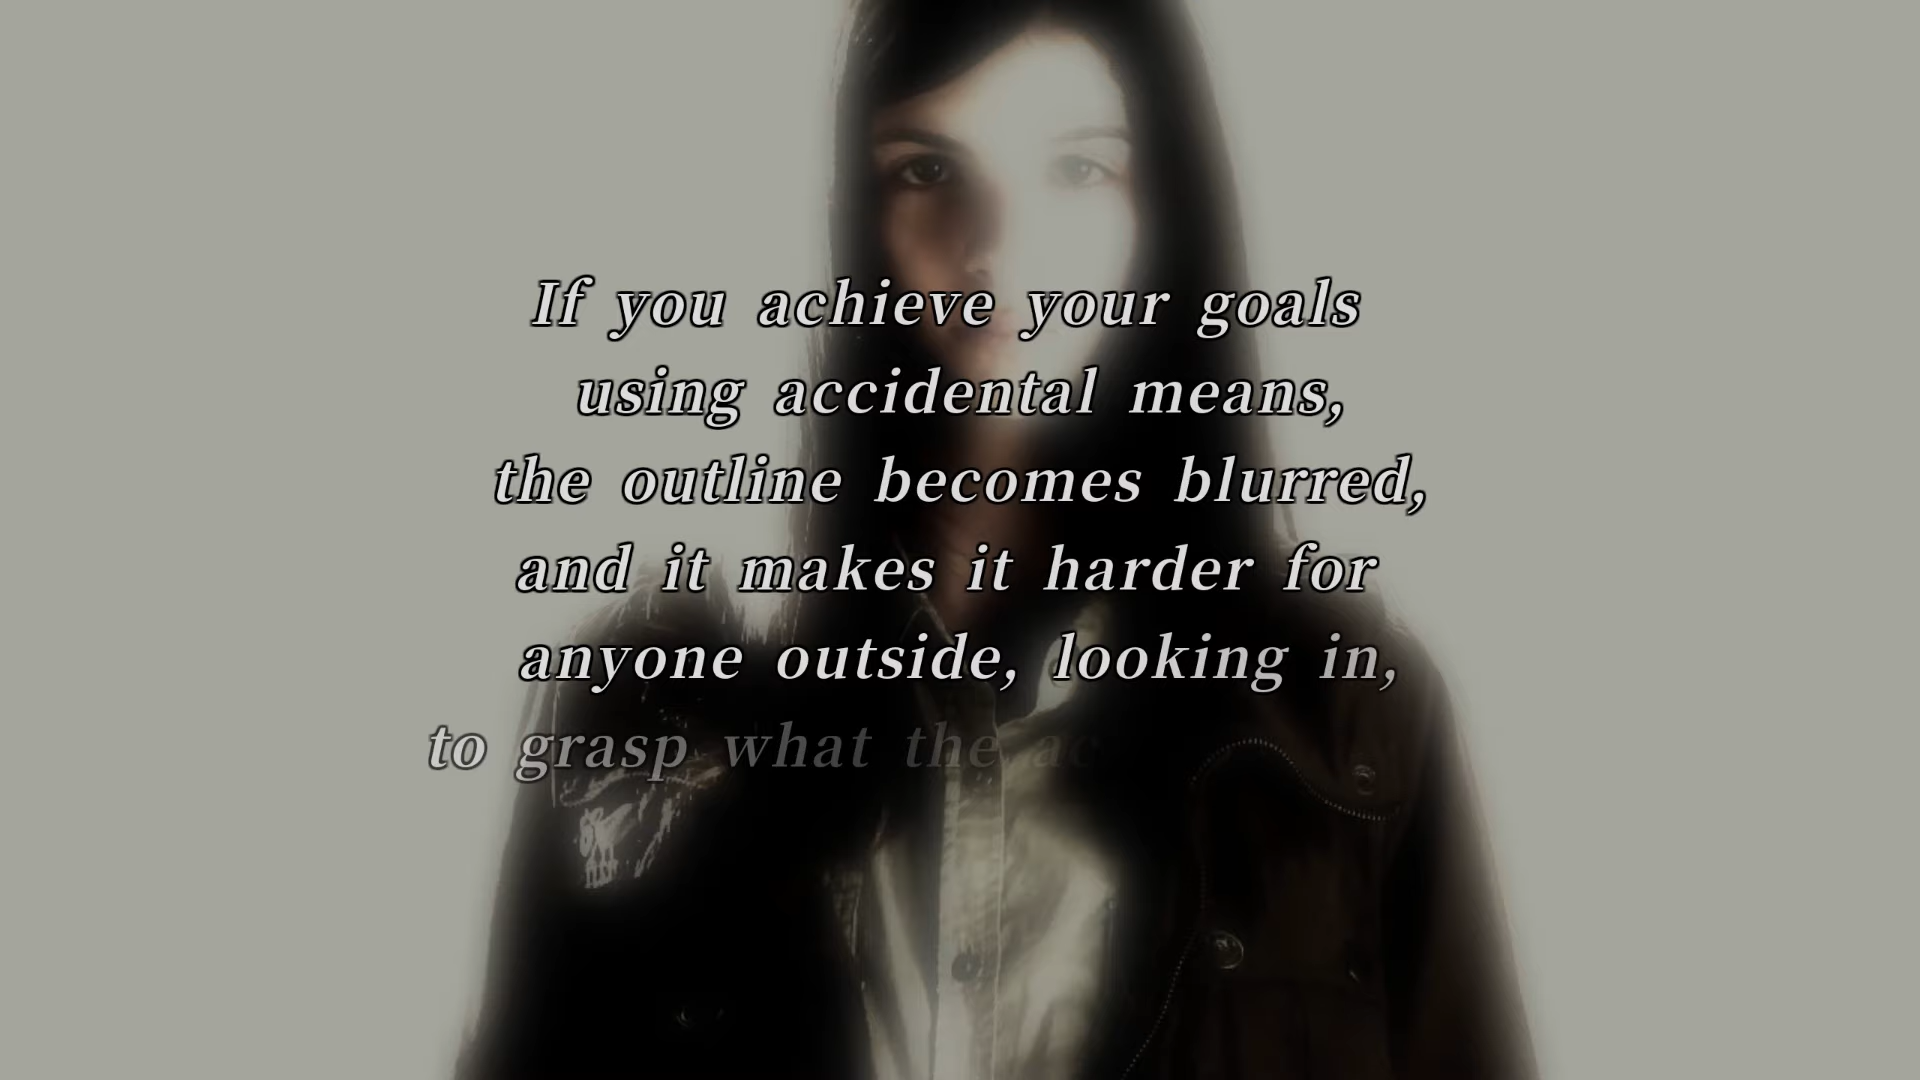 If you achieve your goals
using accidental means,
the outline becomes blurred,
and it makes it harder for
anyone outside, looking in,
to grasp what the ac